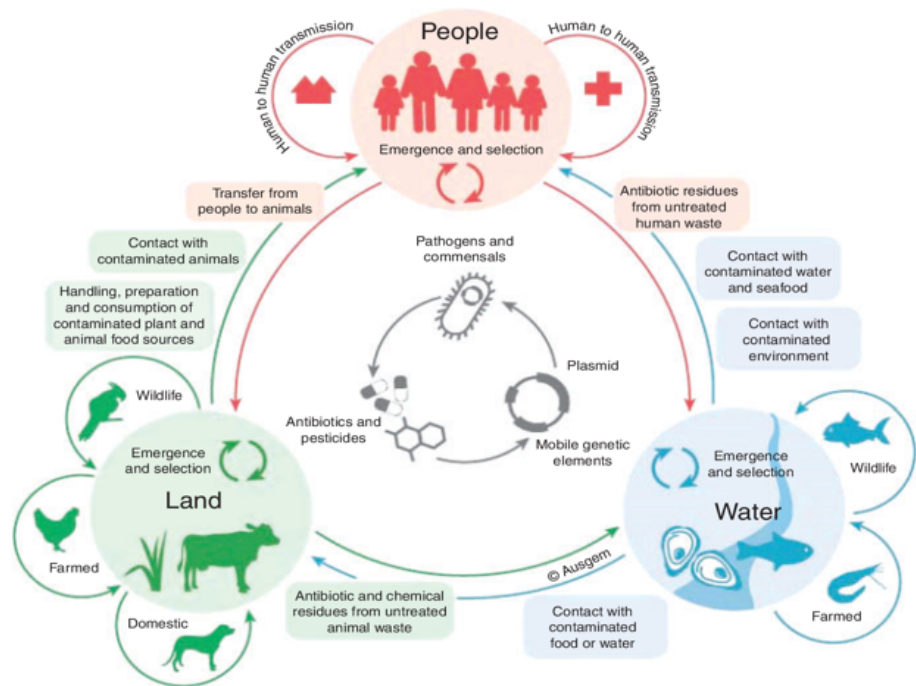 People
Human to human transmission
Human to human transmission
Emergence and selection
Transfer from
people to animals
Antibiotic residues
from untreated
human waste
Contact with
contaminated animals
Pathogens and
commensals
Contact with
contaminated water
and seafood
Handling, preparation
and consumption of
contaminated plant and
animal food sources
Contact with
contaminated
environment
Plasmid
Wildlife
Antibiotics and
pesticides
Mobile genetic
elements
Emergence
and selection
Land
Emergence
and selection
Water
Wildlife
Farmed
Domestic
© Ausgem
Antibiotic and chemical
residues from untreated
animal waste
Contact with
contaminated
food or water
Farmed